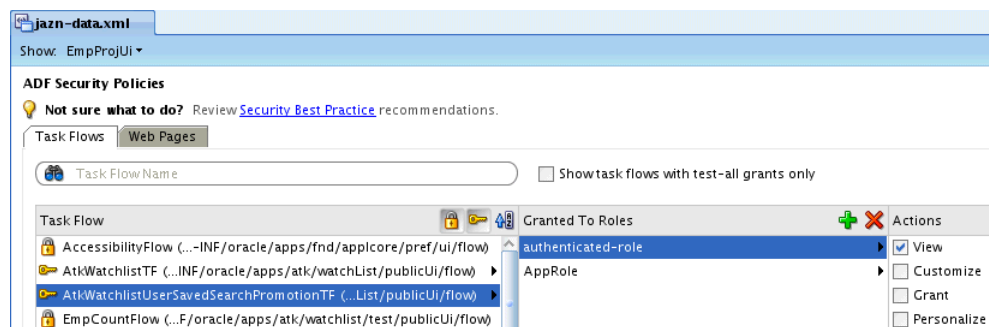 jazn-data.xml
Show: EmpProjUi
ADF Security Policies
Not sure what to do? Review Security Best Practice recommendations.
Task Flows Web Pages
Task Flow Name Show task flows with test-all grants only
Task Flow Granted To Roles Actions
AccessibilityFlow (...-INF/oracle/apps/fnd/applcore/pref/ui/flow) authenticated-role View
AtkWatchlistTF (...INF/oracle/apps/atk/watchList/publicUi/flow) AppRole Customize
AtkWatchlistUserSavedSearchPromotionTF (...List/publicUi/flow) Grant
EmpCountFlow (...F/oracle/apps/atk/watchlist/test/publicUi/flow) Personalize